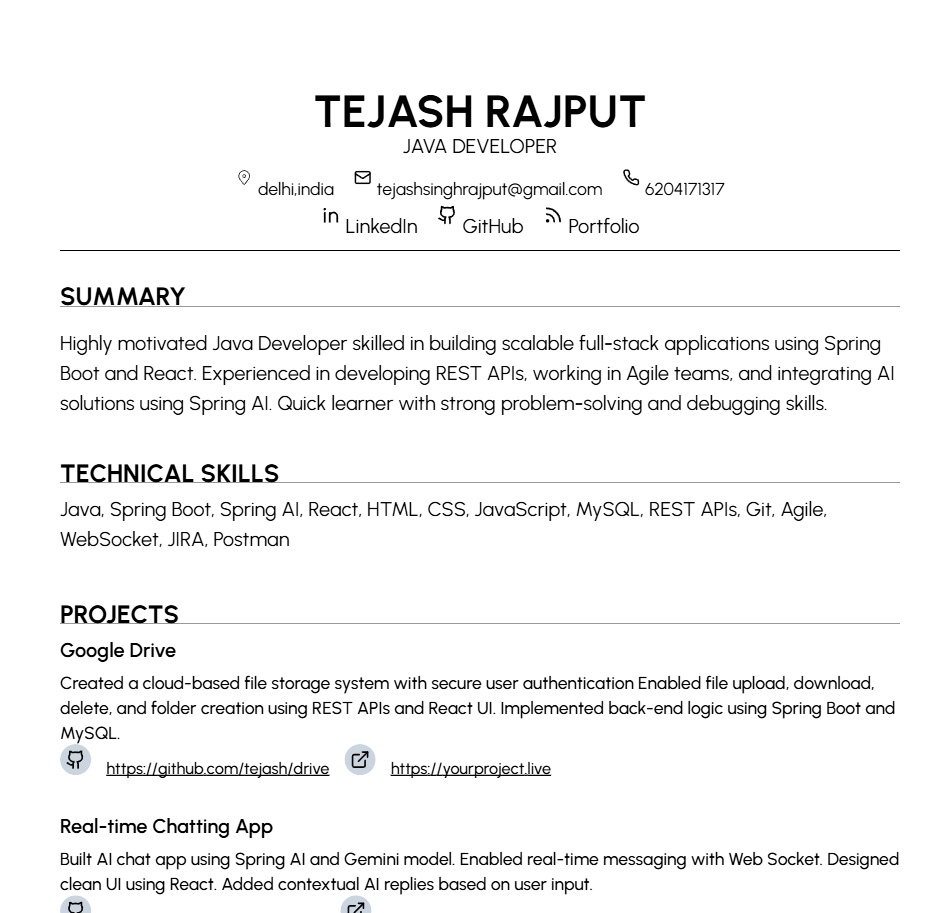 TEJASH RAJPUT
JAVA DEVELOPER
delhi,india tejashsinghrajput@gmail.com 6204171317
in LinkedIn GitHub Portfolio
SUMMARY
Highly motivated Java Developer skilled in building scalable full-stack applications using Spring
Boot and React. Experienced in developing REST APIs, working in Agile teams, and integrating AI
solutions using Spring AI. Quick learner with strong problem-solving and debugging skills.
TECHNICAL SKILLS
Java, Spring Boot, Spring AI, React, HTML, CSS, JavaScript, MySQL, REST APIs, Git, Agile,
WebSocket, JIRA, Postman
PROJECTS
Google Drive
Created a cloud-based file storage system with secure user authentication Enabled file upload, download,
delete, and folder creation using REST APIs and React UI. Implemented back-end logic using Spring Boot and
MySQL.
https://github.com/tejash/drive https://yourproject.live
Real-time Chatting App
Built AI chat app using Spring AI and Gemini model. Enabled real-time messaging with Web Socket. Designed
clean UI using React. Added contextual AI replies based on user input.